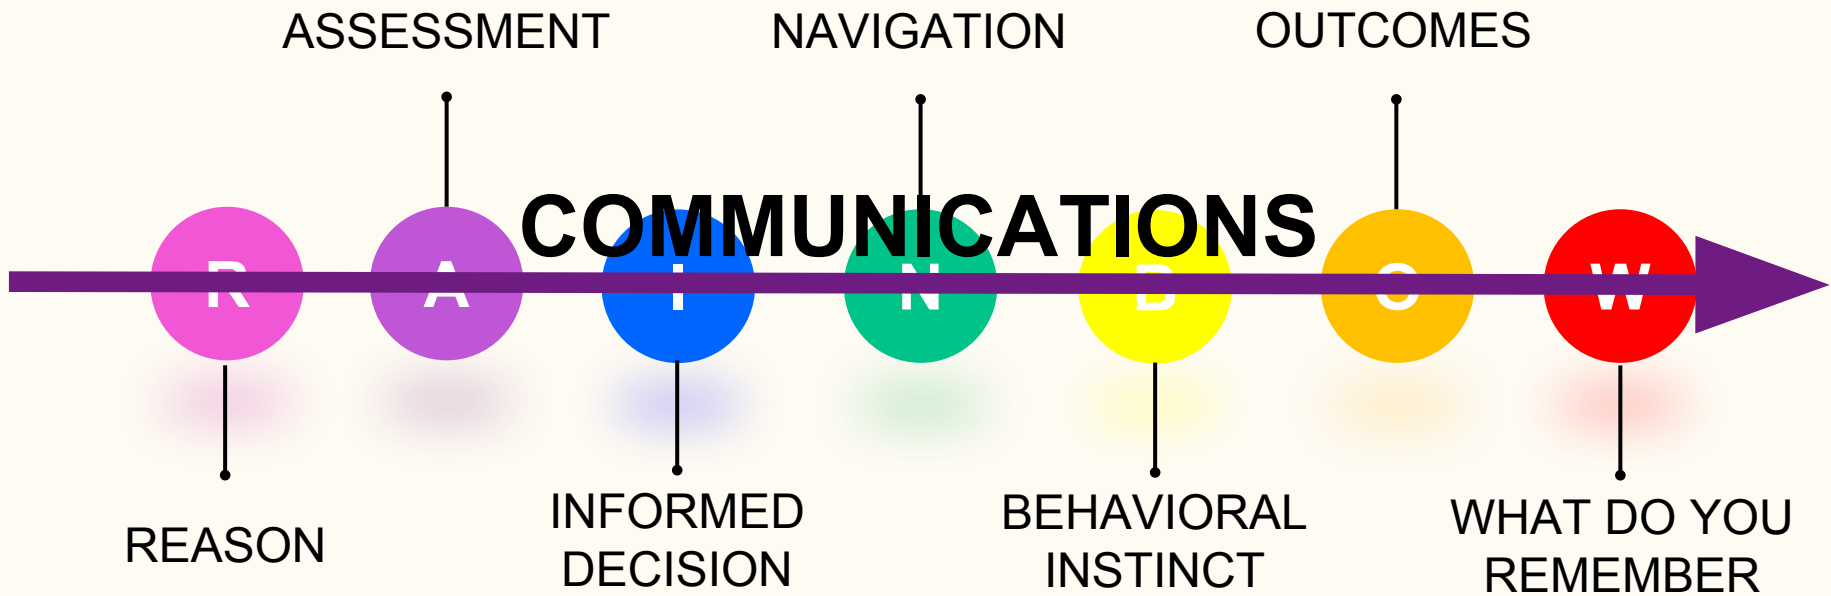 ASSESSMENT
NAVIGATION
OUTCOMES
COMMUNICATIONS
R
A
I
N
B
O
W
REASON
INFORMED
DECISION
BEHAVIORAL
INSTINCT
WHAT DO YOU
REMEMBER